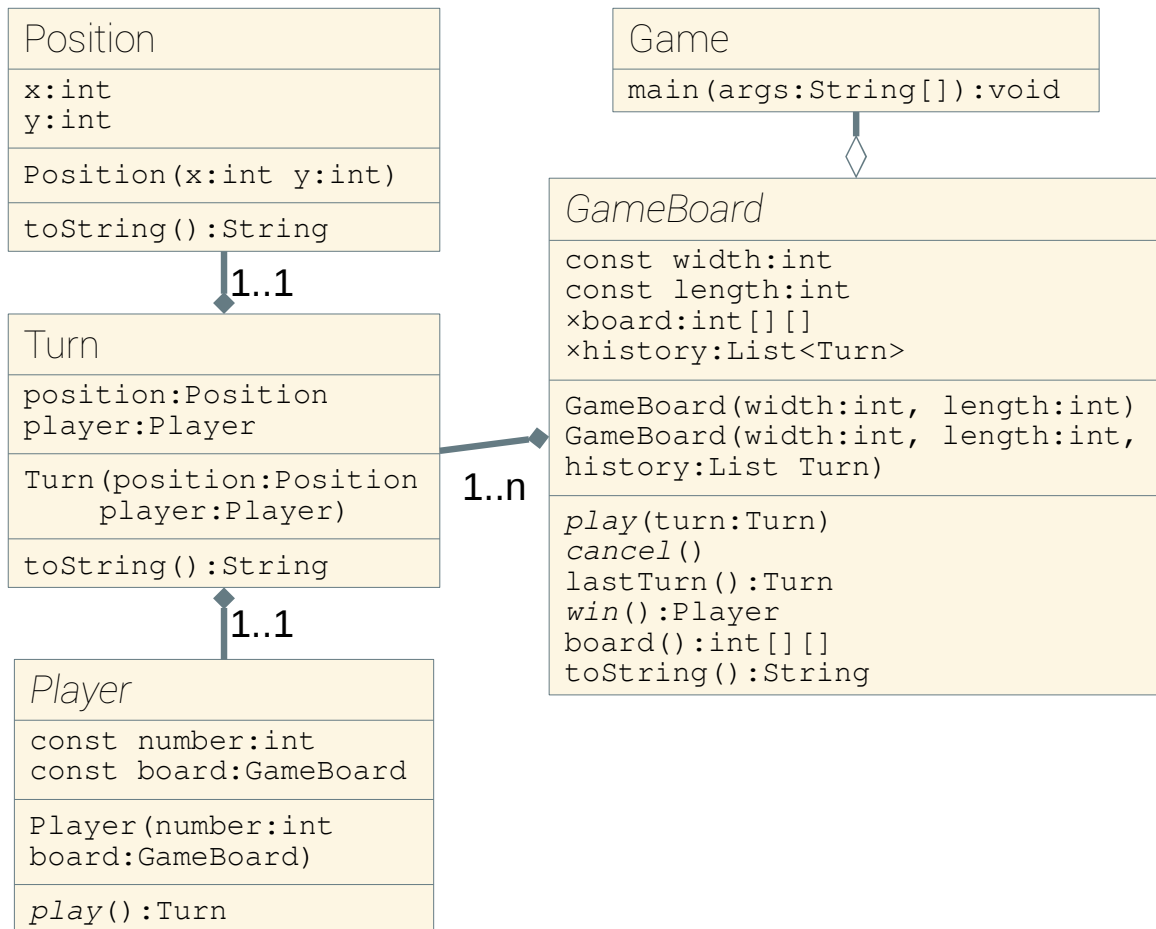 Position
x:int
y:int
Position(x:int y:int)
toString():String
1..1
Turn
position:Position
player:Player
Turn(position:Position
player:Player)
toString():String
1..1
Player
const number:int
const board:GameBoard
Player(number:int
board:GameBoard)
play():Turn
Game
main(args:String[]):void
GameBoard
const width:int
const length:int
×board:int[][]
×history:List<Turn>
GameBoard(width:int, length:int)
GameBoard(width:int, length:int,
history:List Turn)
play(turn:Turn)
cancel()
lastTurn():Turn
win():Player
board():int[][]
toString():String
1..n